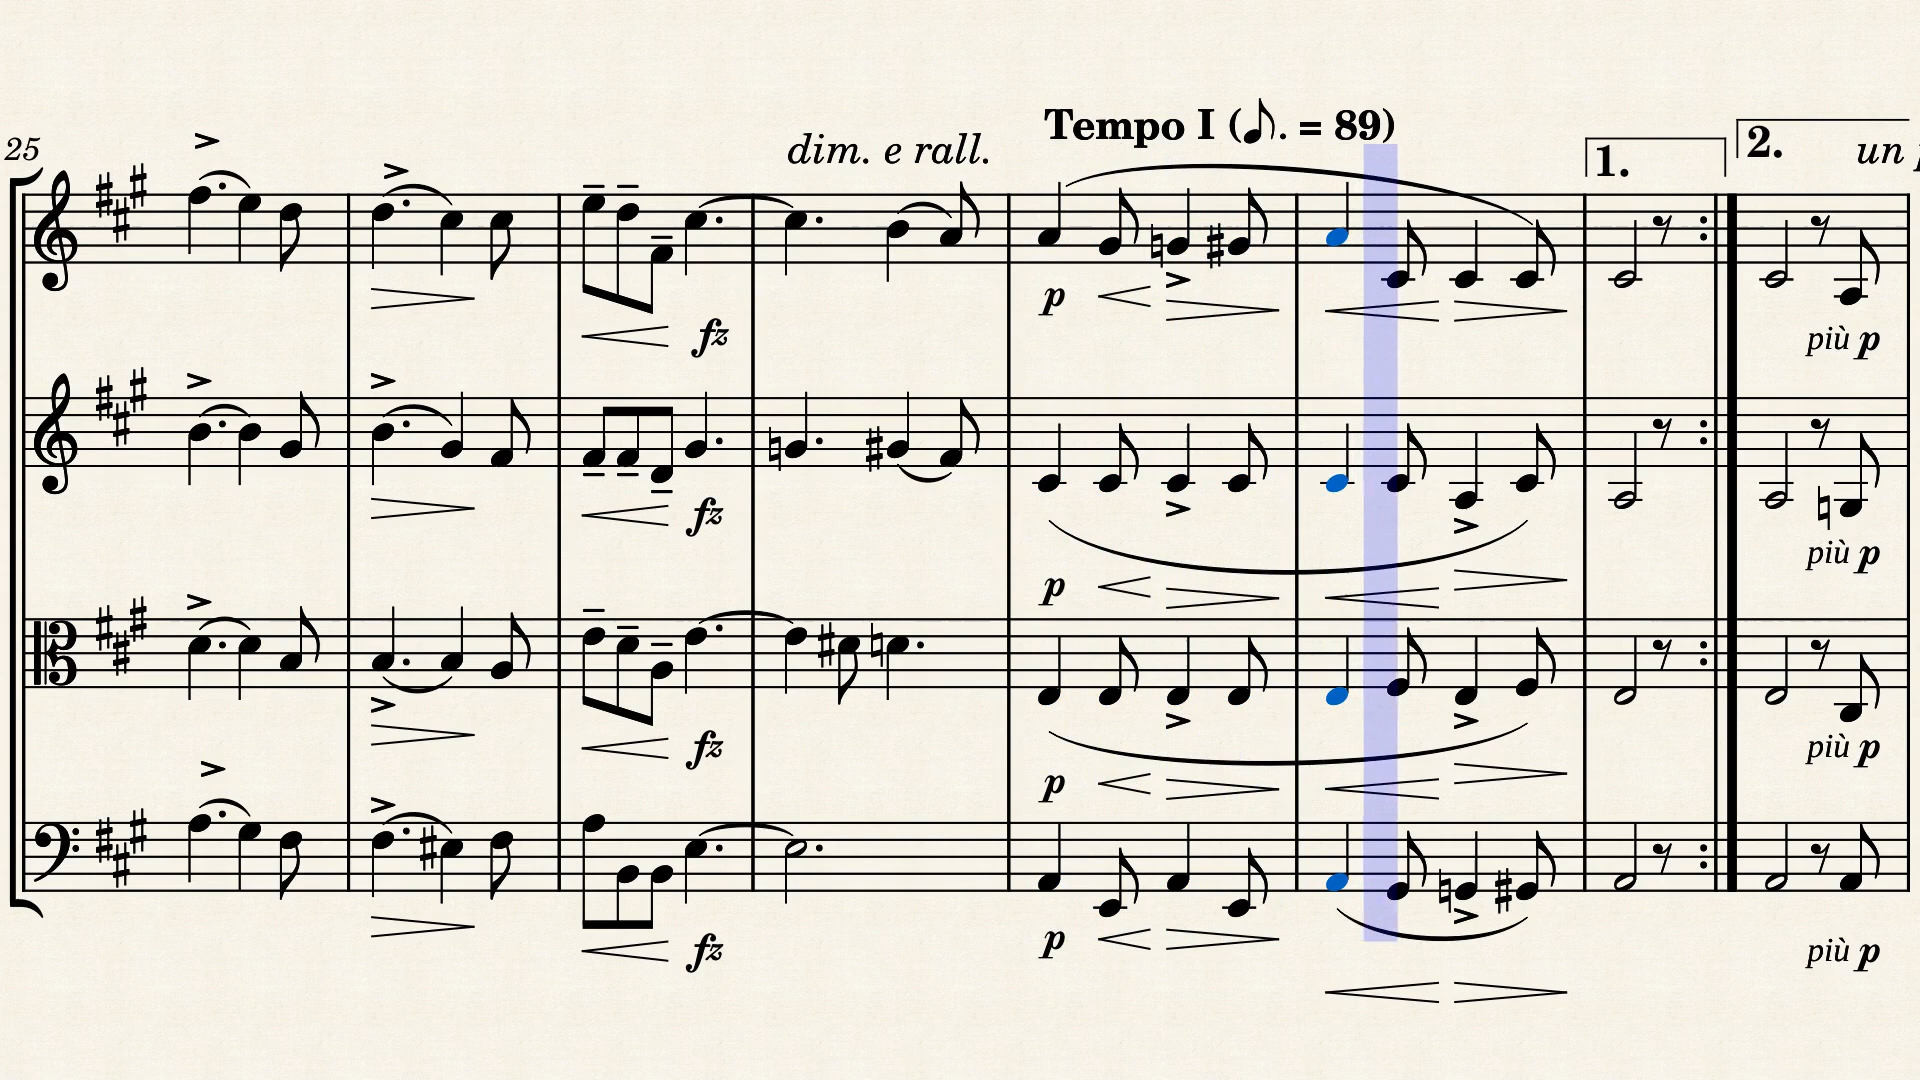 Tempo I (♪. = 89)
25
dim. e rall.
1.
2.
un
p
fz
più p
fz
p
più p
fz
p
più p
fz
p
più p